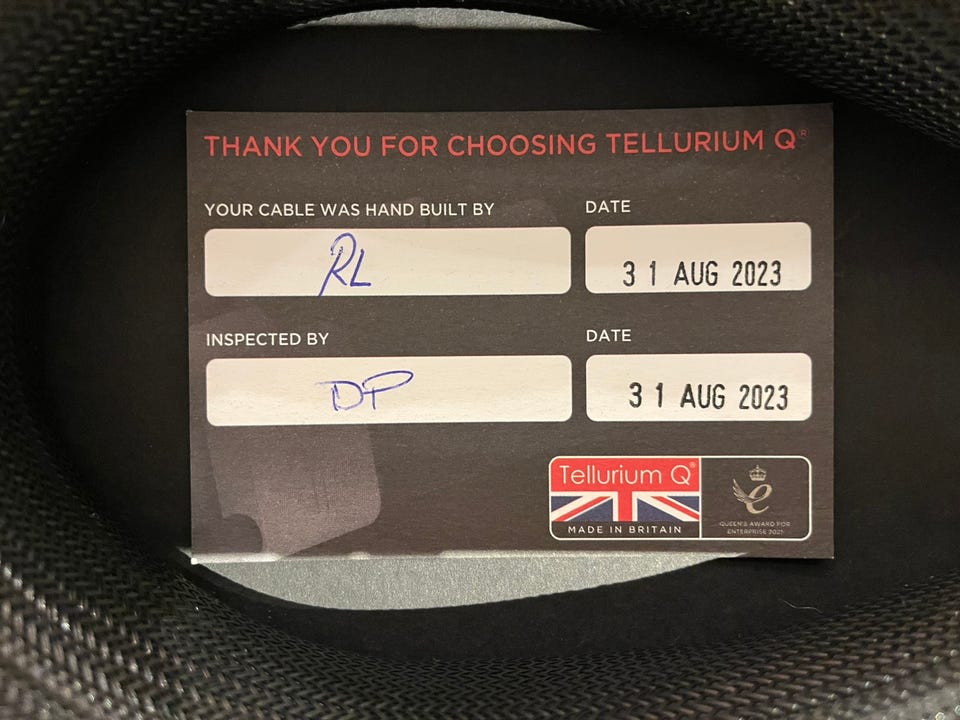 THANK YOU FOR CHOOSING TELLURIUM Q®
YOUR CABLE WAS HAND BUILT BY
DATE
RL
31 AUG 2023
INSPECTED BY
DATE
DP
31 AUG 2023
Tellurium Q®
MADE IN BRITAIN
QUEEN'S AWARD FOR
ENTERPRISE 2021